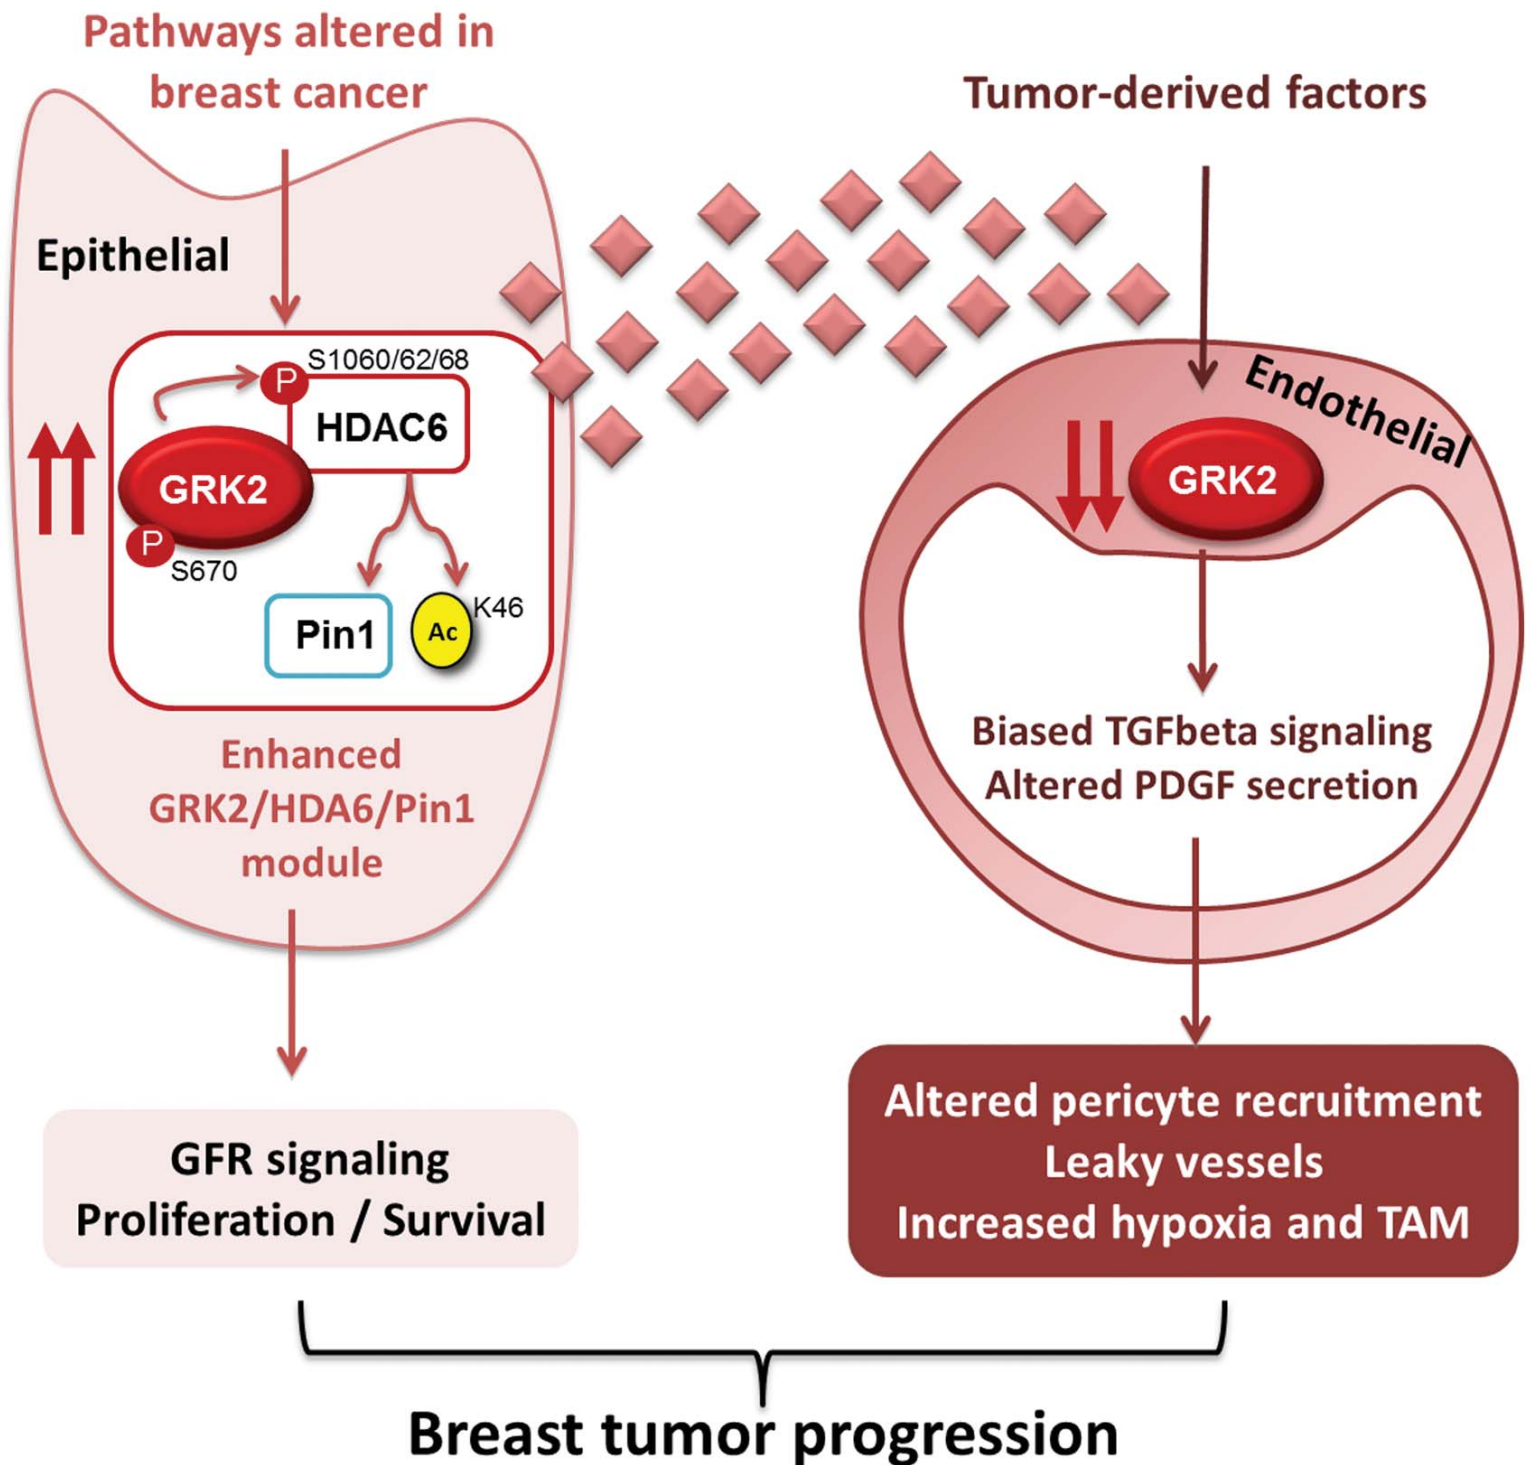 Pathways altered in
breast cancer
Epithelial
P
S1060/62/68
HDAC6
GRK2
P
S670
Pin1
Ac
K46
Enhanced
GRK2/HDA6/Pin1
module
GFR signaling
Proliferation / Survival
Tumor-derived factors
Endothelial
GRK2
Biased TGFbeta signaling
Altered PDGF secretion
Altered pericyte recruitment
Leaky vessels
Increased hypoxia and TAM
Breast tumor progression